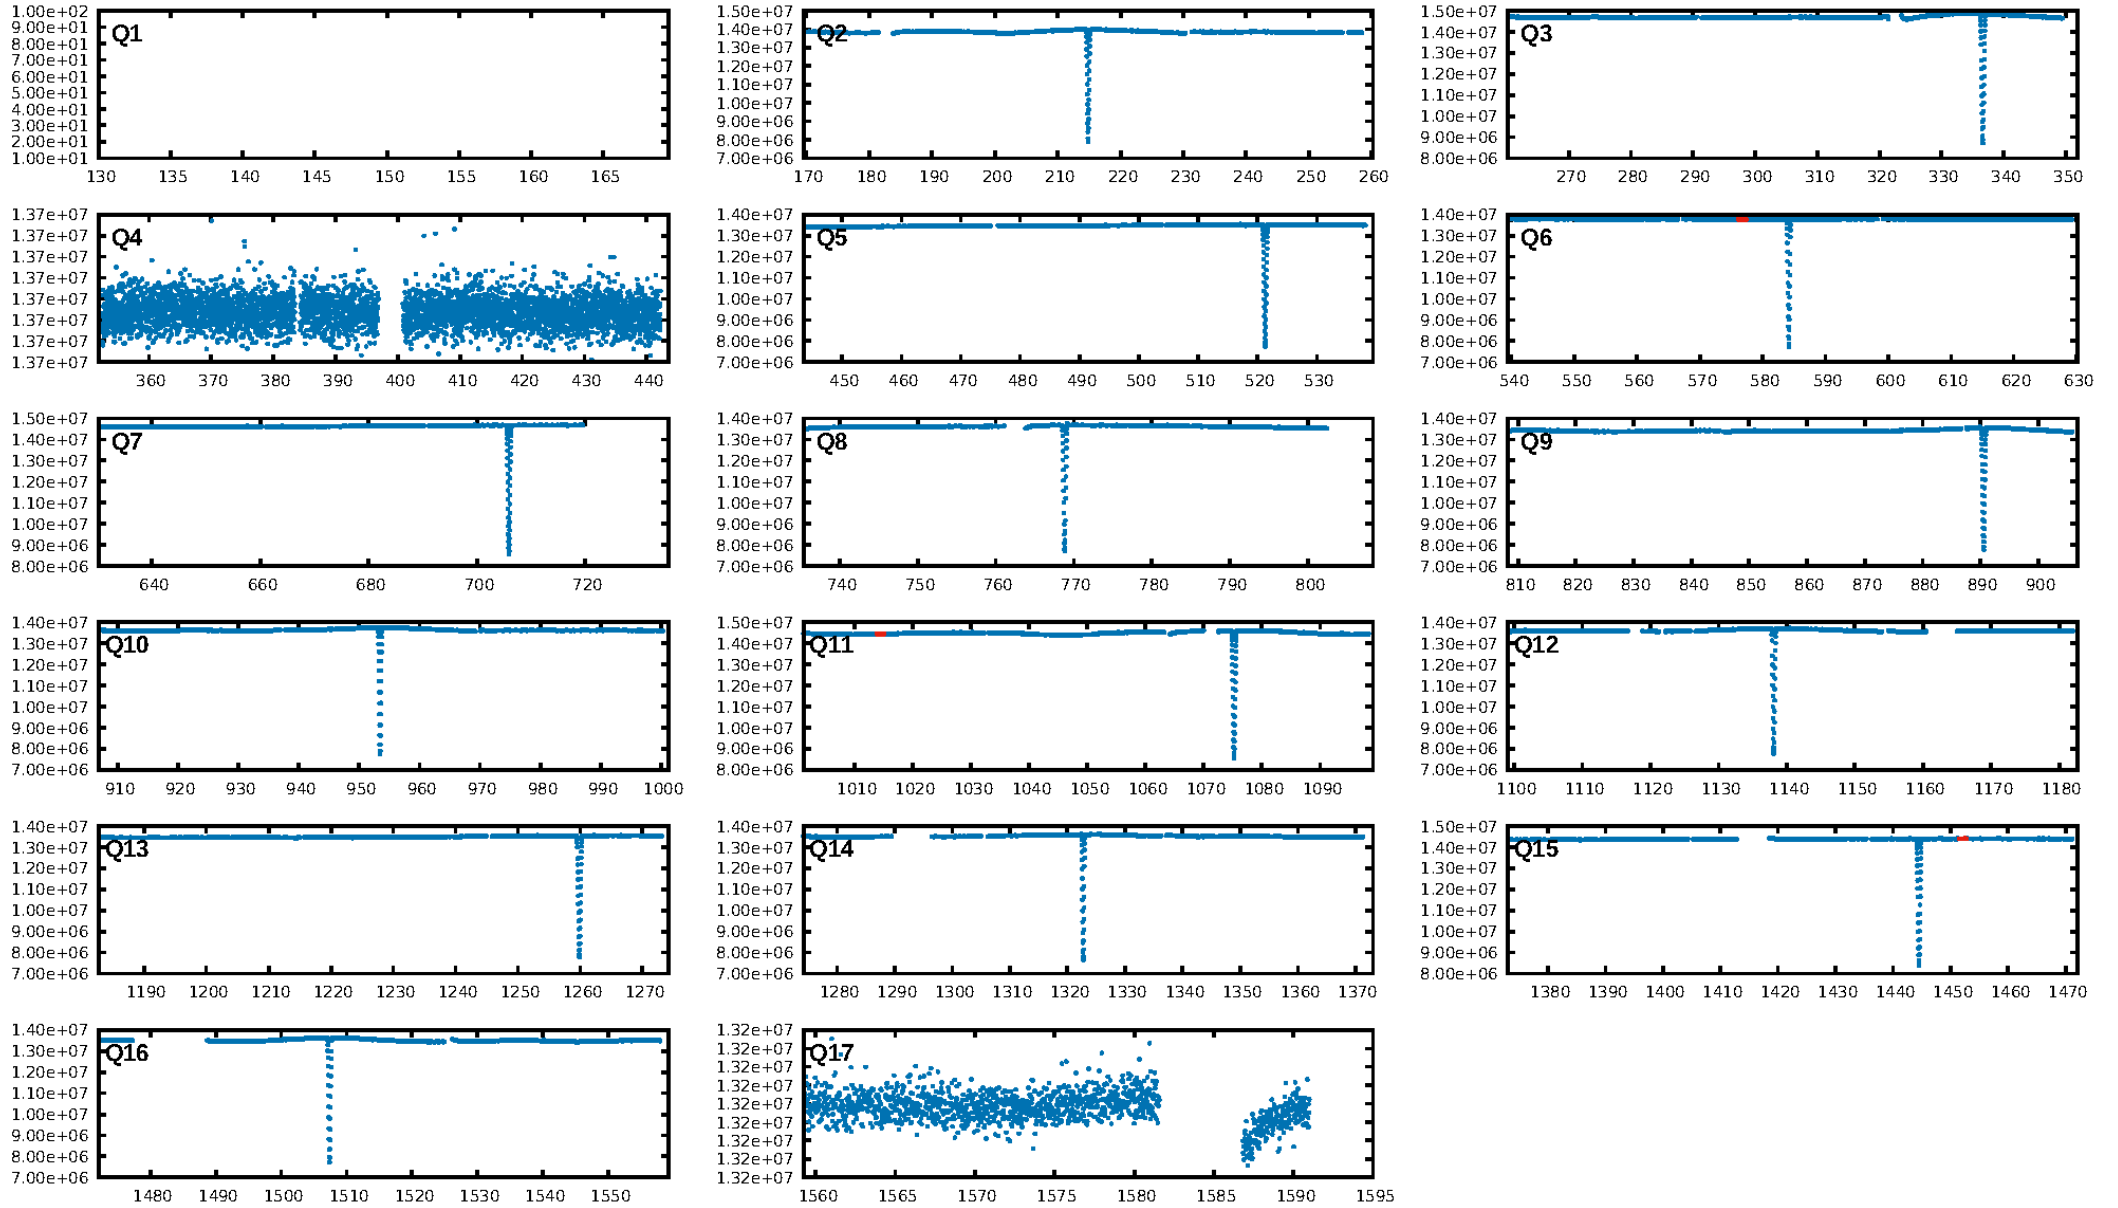 1.00e+02
9.00e+01
8.00e+01
7.00e+01
6.00e+01
5.00e+01
4.00e+01
3.00e+01
2.00e+01
1.00e+01
Q1
130 135 140 145 150 155 160 165
1.50e+07
1.40e+07
1.30e+07
1.20e+07
1.10e+07
1.00e+07
9.00e+06
8.00e+06
7.00e+06
Q2
170 180 190 200 210 220 230 240 250 260
1.50e+07
1.40e+07
1.30e+07
1.20e+07
1.10e+07
1.00e+07
9.00e+06
8.00e+06
Q3
270 280 290 300 310 320 330 340 350
1.37e+07
1.37e+07
1.37e+07
1.37e+07
1.37e+07
1.37e+07
1.37e+07
1.37e+07
Q4
360 370 380 390 400 410 420 430 440
1.40e+07
1.30e+07
1.20e+07
1.10e+07
1.00e+07
9.00e+06
8.00e+06
7.00e+06
Q5
450 460 470 480 490 500 510 520 530
1.40e+07
1.30e+07
1.20e+07
1.10e+07
1.00e+07
9.00e+06
8.00e+06
7.00e+06
Q6
540 550 560 570 580 590 600 610 620 630
1.50e+07
1.40e+07
1.30e+07
1.20e+07
1.10e+07
1.00e+07
9.00e+06
8.00e+06
Q7
640 660 680 700 720
1.40e+07
1.30e+07
1.20e+07
1.10e+07
1.00e+07
9.00e+06
8.00e+06
7.00e+06
Q8
740 750 760 770 780 790 800
1.40e+07
1.30e+07
1.20e+07
1.10e+07
1.00e+07
9.00e+06
8.00e+06
7.00e+06
Q9
810 820 830 840 850 860 870 880 890 900
1.40e+07
1.30e+07
1.20e+07
1.10e+07
1.00e+07
9.00e+06
8.00e+06
7.00e+06
Q10
910 920 930 940 950 960 970 980 990 1000
1.50e+07
1.40e+07
1.30e+07
1.20e+07
1.10e+07
1.00e+07
9.00e+06
8.00e+06
Q11
1010 1020 1030 1040 1050 1060 1070 1080 1090
1.40e+07
1.30e+07
1.20e+07
1.10e+07
1.00e+07
9.00e+06
8.00e+06
7.00e+06
Q12
1100 1110 1120 1130 1140 1150 1160 1170 1180
1.40e+07
1.30e+07
1.20e+07
1.10e+07
1.00e+07
9.00e+06
8.00e+06
7.00e+06
Q13
1190 1200 1210 1220 1230 1240 1250 1260 1270
1.40e+07
1.30e+07
1.20e+07
1.10e+07
1.00e+07
9.00e+06
8.00e+06
7.00e+06
Q14
1280 1290 1300 1310 1320 1330 1340 1350 1360 1370
1.50e+07
1.40e+07
1.30e+07
1.20e+07
1.10e+07
1.00e+07
9.00e+06
8.00e+06
Q15
1380 1390 1400 1410 1420 1430 1440 1450 1460 1470
1.40e+07
1.30e+07
1.20e+07
1.10e+07
1.00e+07
9.00e+06
8.00e+06
7.00e+06
Q16
1480 1490 1500 1510 1520 1530 1540 1550
1.32e+07
1.32e+07
1.32e+07
1.32e+07
1.32e+07
1.32e+07
1.32e+07
1.32e+07
1.32e+07
Q17
1560 1565 1570 1575 1580 1585 1590 1595